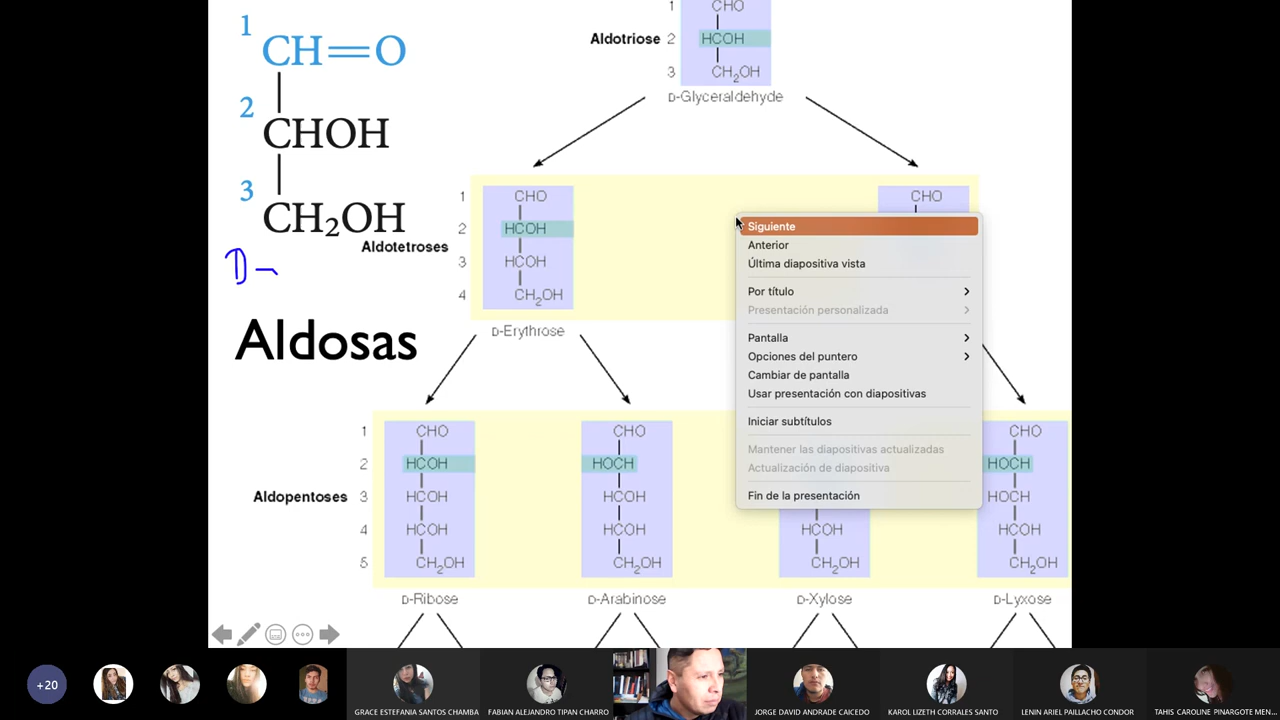 1
CH=O
2
CHOH
3
CH₂OH
D-
Aldosas
1 CHO
Aldotriose 2 HCOH
3 CH₂OH
D-Glyceraldehyde
1 CHO
2 HCOH
Aldotetroses
3 HCOH
4 CH₂OH
D-Erythrose
CHO
Siguiente
Anterior
Última diapositiva vista
Por título
Presentación personalizada
Pantalla
Opciones del puntero
Cambiar de pantalla
Usar presentación con diapositivas
Iniciar subtítulos
Mantener las diapositivas actualizadas
Actualización de diapositiva
Fin de la presentación
1 CHO CHO CHO
2 HCOH HOCH HOCH
Aldopentoses 3 HCOH HCOH HOCH
4 HCOH HCOH HCOH HCOH
5 CH₂OH CH₂OH CH₂OH CH₂OH
D-Ribose D-Arabinose D-Xylose D-Lyxose
+20
GRACE ESTEFANIA SANTOS CHAMBA
FABIAN ALEJANDRO TIPAN CHARRO
JORGE DAVID ANDRADE CAICEDO
KAROL LIZETH CORRALES SANTO
LENIN ARIEL PAILLACHO CONDOR
TAHIS CAROLINE PINARGOTE MEN...